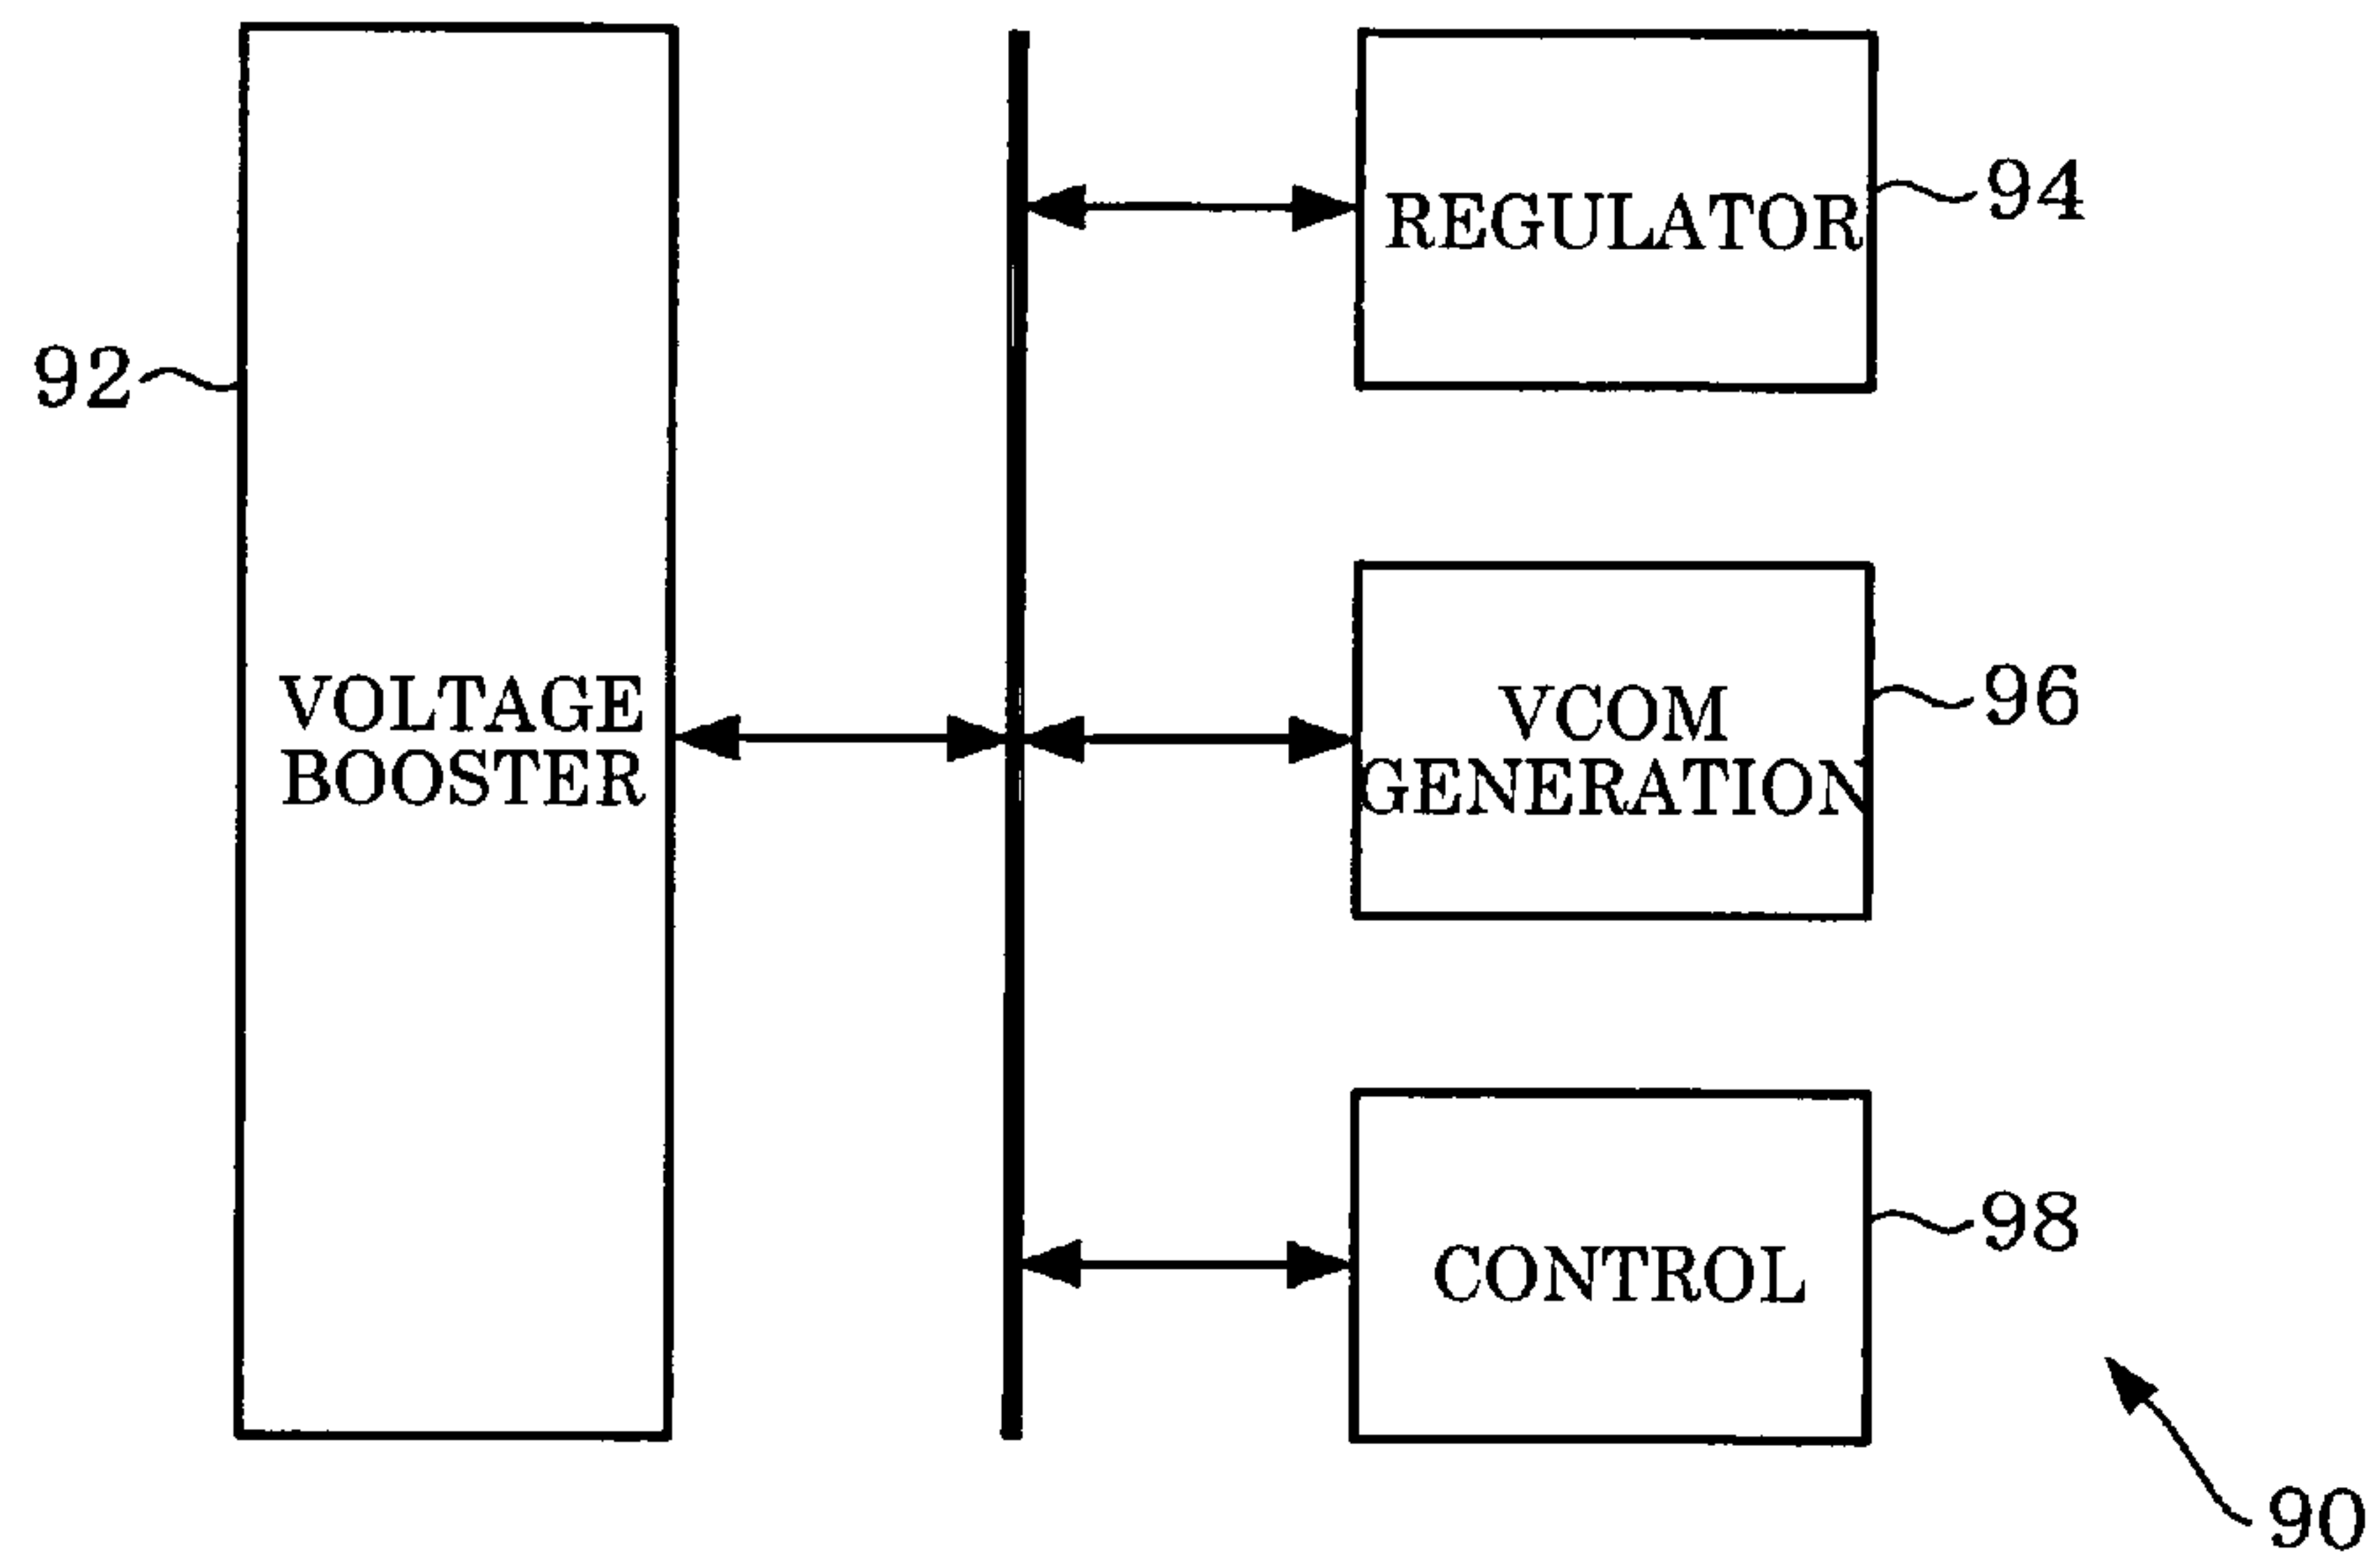 92
VOLTAGE
BOOSTER
REGULATOR
94
VCOM
GENERATION
96
CONTROL
98
90